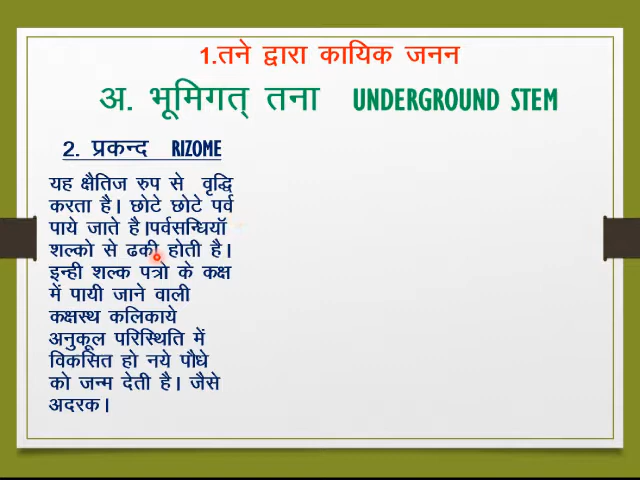 1.तने द्वारा कायिक जनन
अ. भूमिगत् तना UNDERGROUND STEM
2. प्रकन्द RIZOME
यह क्षैतिज रुप से वृद्धि
करता है। छोटे छोटे पर्व
पाये जाते है।पर्वसन्धियॉ
शल्को से ढकी होती है।
इन्ही शल्क पत्रो के कक्ष
में पायी जाने वाली
कक्षस्थ कलिकाये
अनुकूल परिस्थिति में
विकसित हो नये पौधे
को जन्म देती है। जैसे
अदरक।